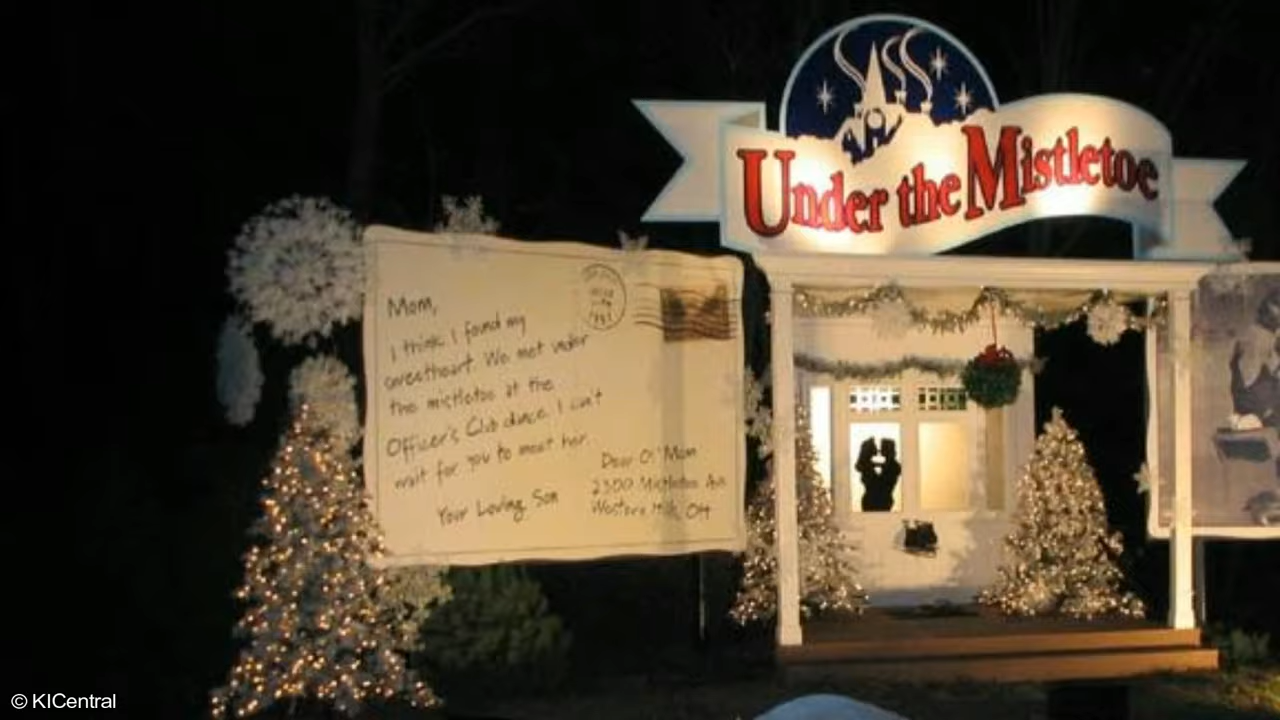 Under the Mistletoe
Mom,
I think I found my
sweetheart. We met under
the mistletoe at the
Officer's Club dance. I can't
wait for you to meet her.
Your Loving Son
Dear O' Mom
2300 Mistletoe Ave
Western Hills, OH
© KICentral